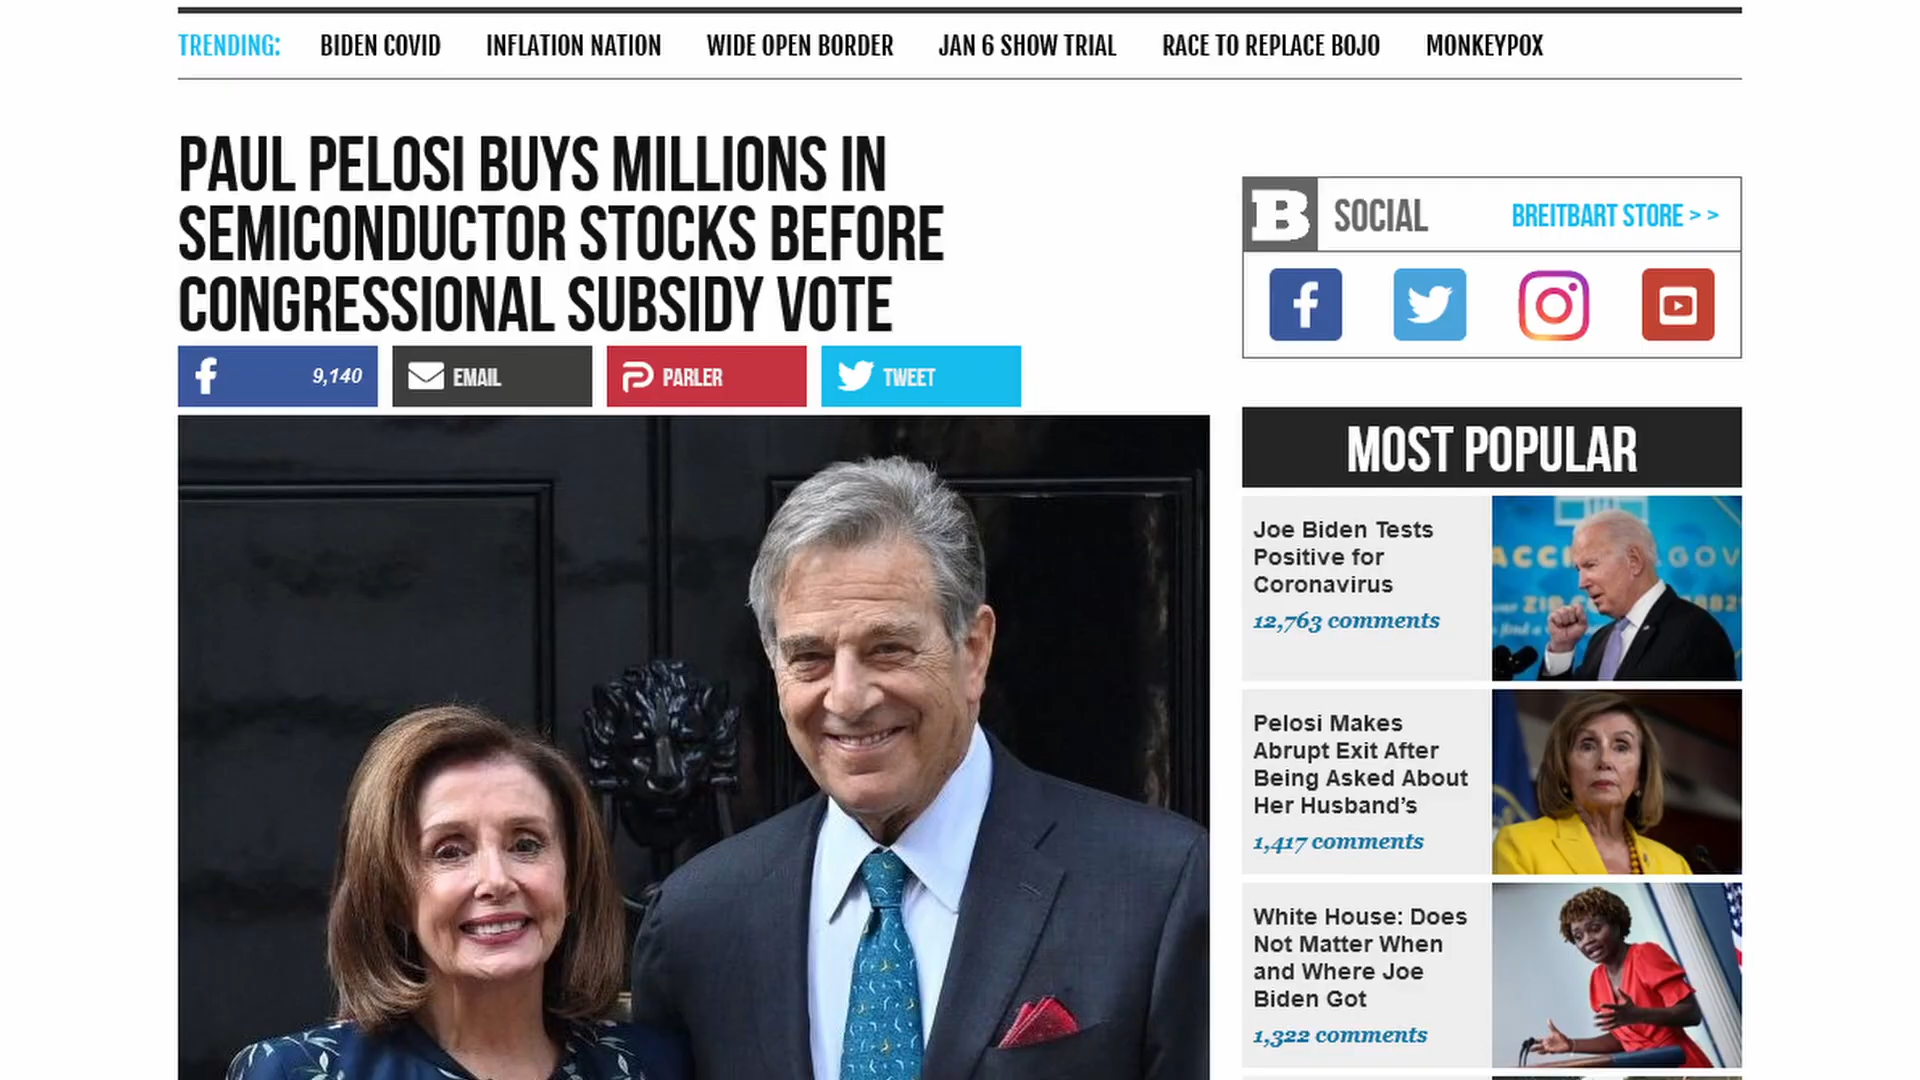 TRENDING: BIDEN COVID INFLATION NATION WIDE OPEN BORDER JAN 6 SHOW TRIAL RACE TO REPLACE BOJO MONKEYPOX
PAUL PELOSI BUYS MILLIONS IN
SEMICONDUCTOR STOCKS BEFORE
CONGRESSIONAL SUBSIDY VOTE
9,140 EMAIL PARLER TWEET
B SOCIAL BREITBART STORE > >
MOST POPULAR
Joe Biden Tests
Positive for
Coronavirus
12,763 comments
ACC
.GOV
Pelosi Makes
Abrupt Exit After
Being Asked About
Her Husband's
1,417 comments
White House: Does
Not Matter When
and Where Joe
Biden Got
1,322 comments